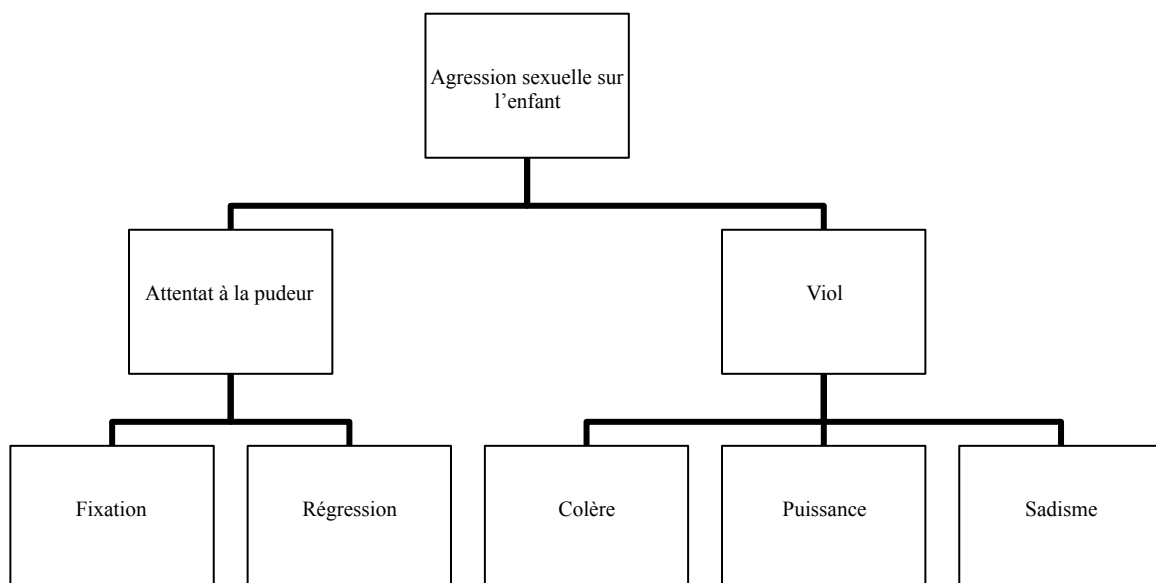 Agression sexuelle sur
l’enfant
Attentat à la pudeur
Viol
Fixation
Régression
Colère
Puissance
Sadisme